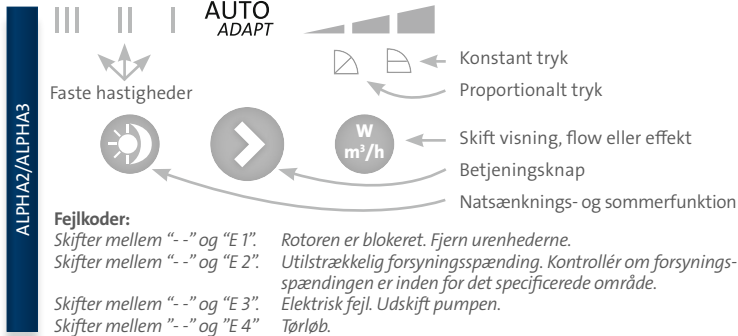 III II I AUTO
ADAPT
Konstant tryk
Proportionalt tryk
Faste hastigheder
W
m³/h
Skift visning, flow eller effekt
Betjeningsknap
Natsænknings- og sommerfunktion
ALPHA2/ALPHA3
Fejlkoder:
Skifter mellem “- -” og “E 1”. Rotoren er blokeret. Fjern urenhederne.
Skifter mellem “- -” og “E 2”. Utilstrækkelig forsyningsspænding. Kontrollér om forsynings-
spændingen er inden for det specificerede område.
Skifter mellem “- -” og “E 3”. Elektrisk fejl. Udskift pumpen.
Skifter mellem "- -" og "E 4” Tørløb.